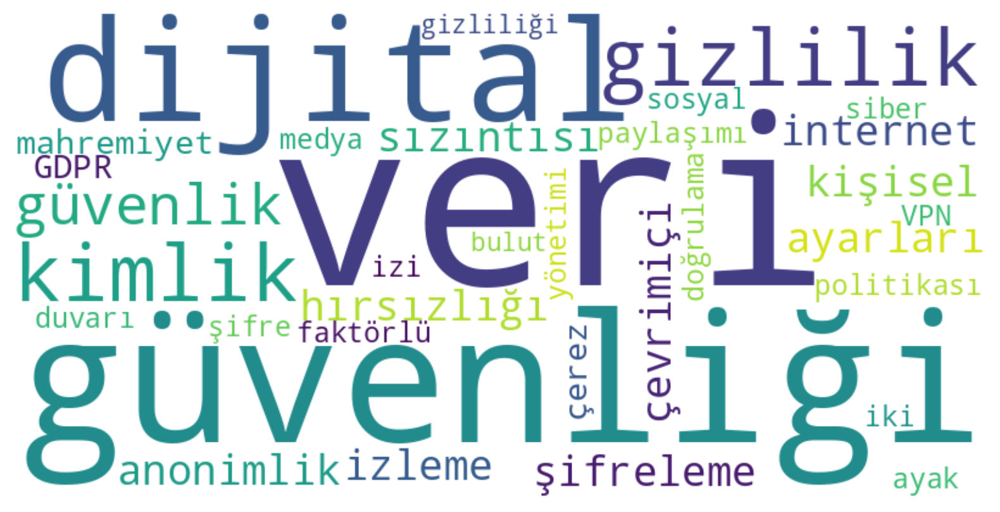 dijital
gizliliği
gizlilik
sosyal
siber
mahremiyet
medya
sızıntısı
paylaşımı
internet
GDPR
veri
güvenlik
kişisel
VPN
yönetimi
doğrulama
çevrimiçi
ayarları
kimlik
bulut
izi
politikası
hırsızlığı
duvarı
şifre
faktörlü
güvenliği
çerez
iki
anonimlik
izleme
şifreleme
ayak